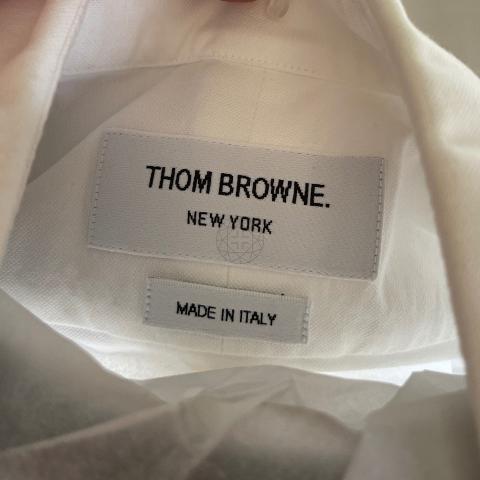 THOM BROWNE.
NEW YORK
MADE IN ITALY